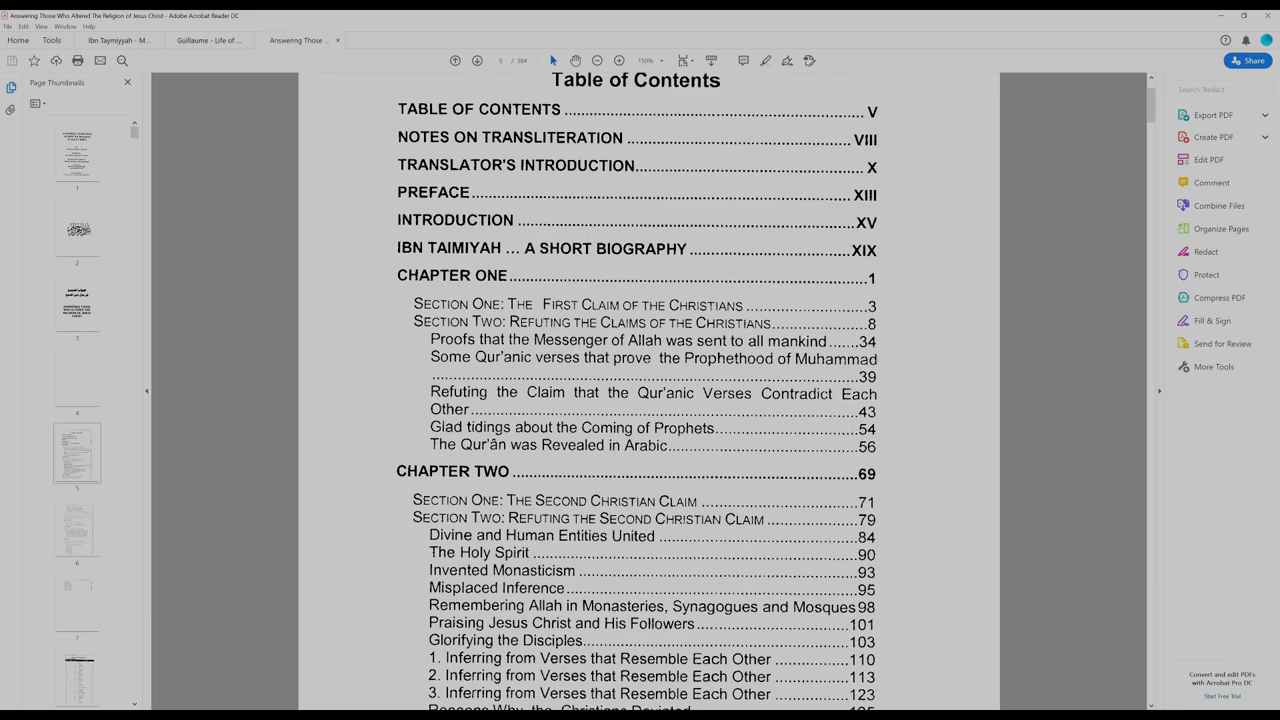 Answering Those Who Altered The Religion of Jesus Christ - Adobe Acrobat Reader DC
File Edit View Window Help
Home Tools Ibn Taymiyyah - M... Guillaume - Life of ... Answering Those ... ×
5 / 384 150%
Share
Page Thumbnails
1
2
3
4
5
6
7
Table of Contents
TABLE OF CONTENTS ........ V
NOTES ON TRANSLITERATION ........ VIII
TRANSLATOR'S INTRODUCTION........ X
PREFACE........ XIII
INTRODUCTION ........XV
IBN TAIMIYAH ... A SHORT BIOGRAPHY ........XIX
CHAPTER ONE........1
SECTION ONE: THE FIRST CLAIM OF THE CHRISTIANS ........ 3
SECTION TWO: REFUTING THE CLAIMS OF THE CHRISTIANS........ 8
Proofs that the Messenger of Allah was sent to all mankind ......34
Some Qur'anic verses that prove the Prophethood of Muhammad
........39
Refuting the Claim that the Qur'anic Verses Contradict Each
Other........43
Glad tidings about the Coming of Prophets........54
The Qur'ân was Revealed in Arabic........56
CHAPTER TWO........69
SECTION ONE: THE SECOND CHRISTIAN CLAIM ........71
SECTION TWO: REFUTING THE SECOND CHRISTIAN CLAIM ........79
Divine and Human Entities United ........84
The Holy Spirit ........90
Invented Monasticism ........93
Misplaced Inference........95
Remembering Allah in Monasteries, Synagogues and Mosques98
Praising Jesus Christ and His Followers ........101
Glorifying the Disciples........103
1. Inferring from Verses that Resemble Each Other ........110
2. Inferring from Verses that Resemble Each Other ........113
3. Inferring from Verses that Resemble Each Other ........123
Search 'Redact'
Export PDF
Create PDF
Edit PDF
Comment
Combine Files
Organize Pages
Redact
Protect
Compress PDF
Fill & Sign
Send for Review
More Tools
Convert and edit PDFs
with Acrobat Pro DC
Start Free Trial